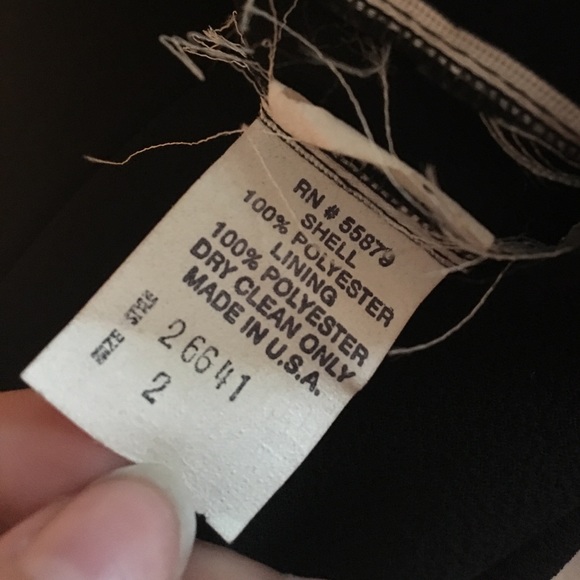 RN # 55879
SHELL
100% POLYESTER
LINING
100% POLYESTER
DRY CLEAN ONLY
MADE IN U.S.A.
STYLE 26641
SIZE 2